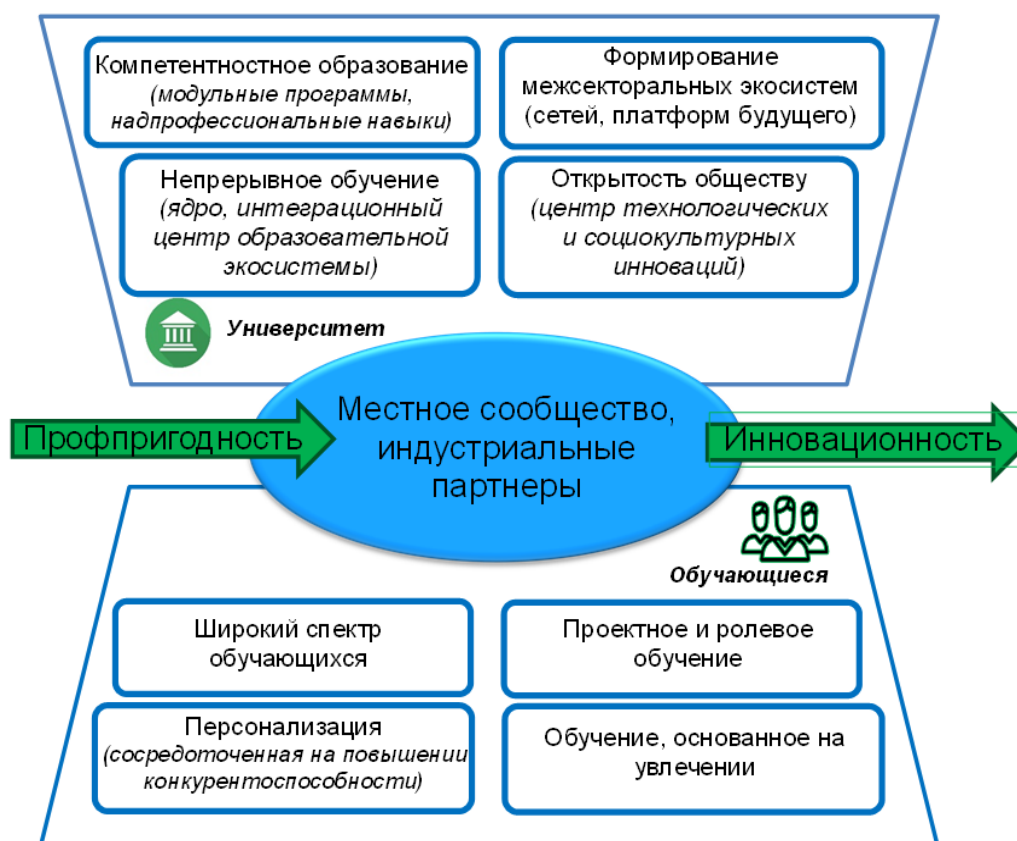 Компетентностное образование
(модульные программы,
надпрофессиональные навыки)
Формирование
межсекторальных экосистем
(сетей, платформ будущего)
Непрерывное обучение
(ядро, интеграционный
центр образовательной
экосистемы)
Открытость обществу
(центр технологических
и социокультурных
инноваций)
Университет
Профпригодность
Местное сообщество,
индустриальные
партнеры
Инновационность
Обучающиеся
Широкий спектр
обучающихся
Проектное и ролевое
обучение
Персонализация
(сосредоточенная на повышении
конкурентоспособности)
Обучение, основанное на
увлечении